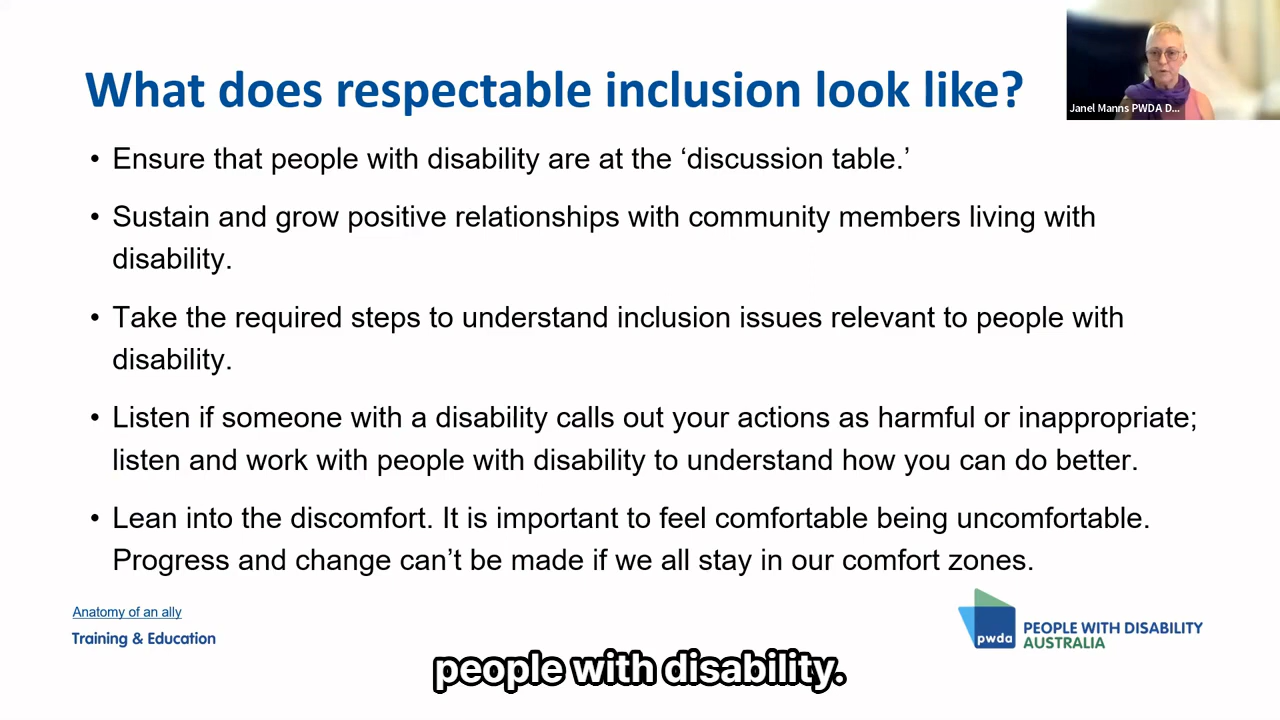 What does respectable inclusion look like?
Janel Manns PWDA D...
• Ensure that people with disability are at the ‘discussion table.’
• Sustain and grow positive relationships with community members living with
disability.
• Take the required steps to understand inclusion issues relevant to people with
disability.
• Listen if someone with a disability calls out your actions as harmful or inappropriate;
listen and work with people with disability to understand how you can do better.
• Lean into the discomfort. It is important to feel comfortable being uncomfortable.
Progress and change can’t be made if we all stay in our comfort zones.
Anatomy of an ally
Training & Education
pwda
PEOPLE WITH DISABILITY
AUSTRALIA
people with disability.